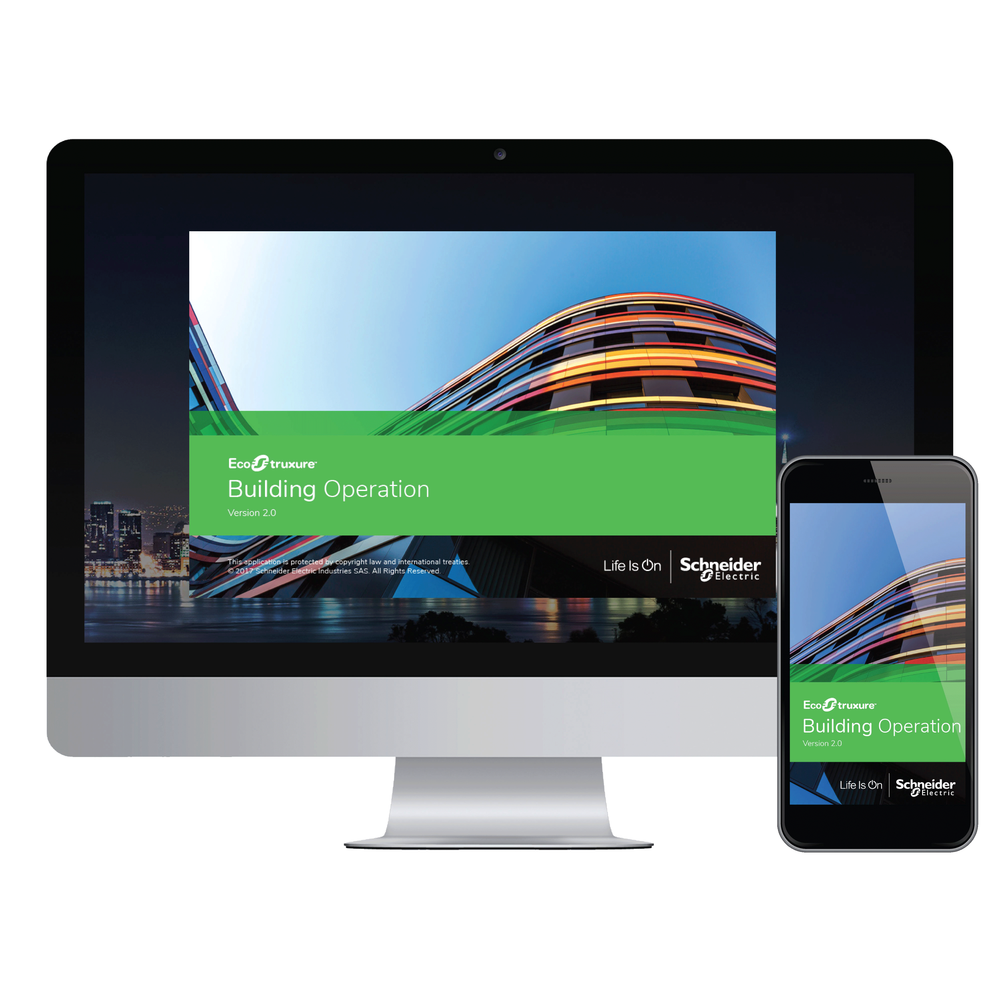 EcoStruxure™
Building Operation
Version 2.0
This application is protected by copyright law and international treaties.
© 2017 Schneider Electric Industries SAS. All Rights Reserved.
Life Is On | Schneider
Electric
EcoStruxure™
Building Operation
Version 2.0
Life Is On | Schneider
Electric